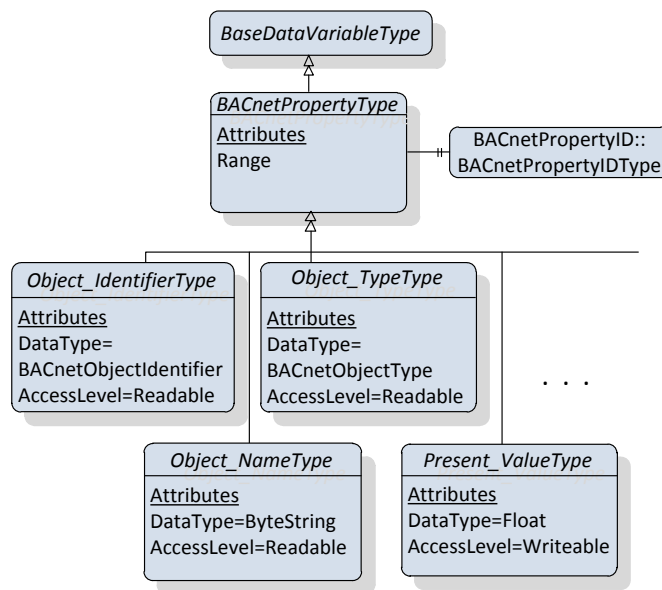 BaseDataVariableType
BACnetPropertyType
Attributes
Range
BACnetPropertyID::
BACnetPropertyIDType
Object_IdentifierType
Attributes
DataType=
BACnetObjectIdentifier
AccessLevel=Readable
Object_TypeType
Attributes
DataType=
BACnetObjectType
AccessLevel=Readable
. . .
Object_NameType
Attributes
DataType=ByteString
AccessLevel=Readable
Present_ValueType
Attributes
DataType=Float
AccessLevel=Writeable